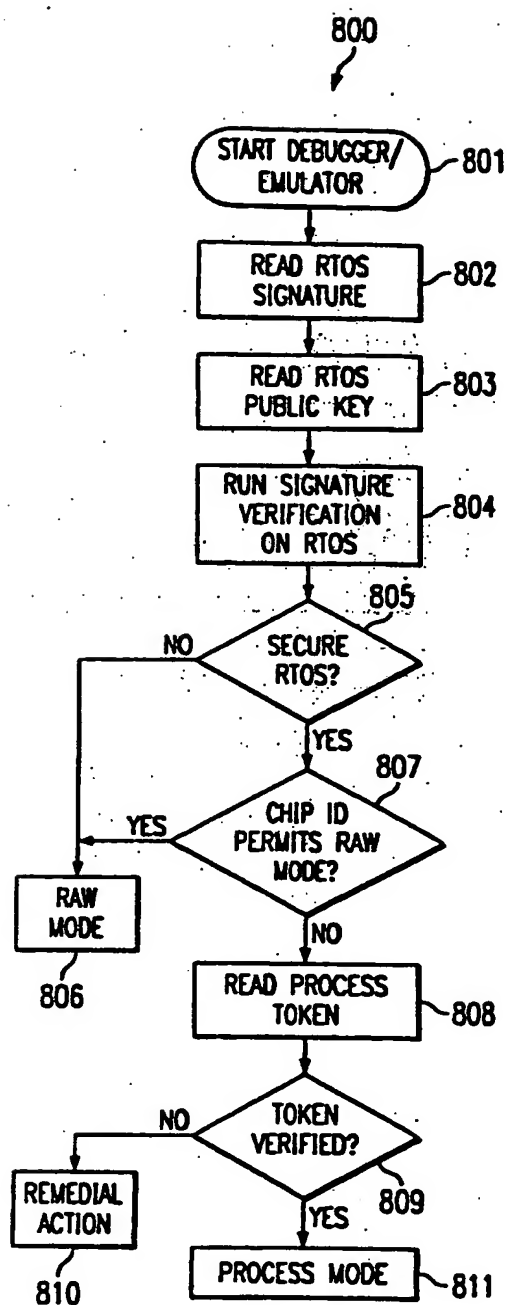 800
START DEBUGGER/
EMULATOR
801
READ RTOS
SIGNATURE
802
READ RTOS
PUBLIC KEY
803
RUN SIGNATURE
VERIFICATION
ON RTOS
804
805
NO
SECURE
RTOS?
YES
807
YES
CHIP ID
PERMITS RAW
MODE?
RAW
MODE
806
NO
READ PROCESS
TOKEN
808
NO
TOKEN
VERIFIED?
809
REMEDIAL
ACTION
810
YES
PROCESS MODE
811